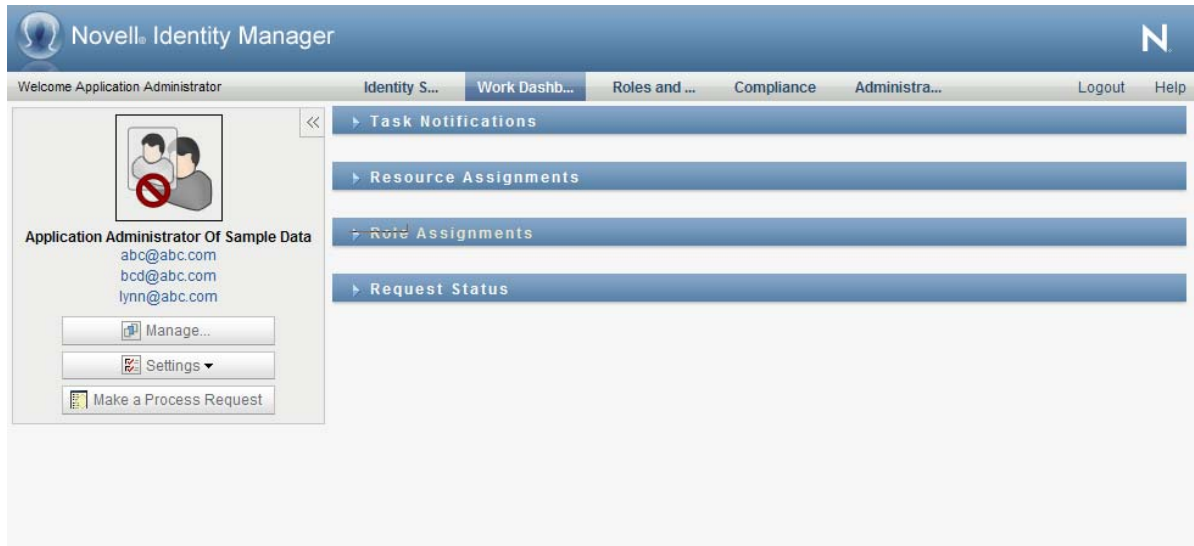 Novell® Identity Manager
N
Welcome Application Administrator
Identity S... Work Dashb... Roles and ... Compliance Administra... Logout Help
Task Notifications
Resource Assignments
Role Assignments
Request Status
Application Administrator Of Sample Data
abc@abc.com
bcd@abc.com
lynn@abc.com
Manage...
Settings
Make a Process Request